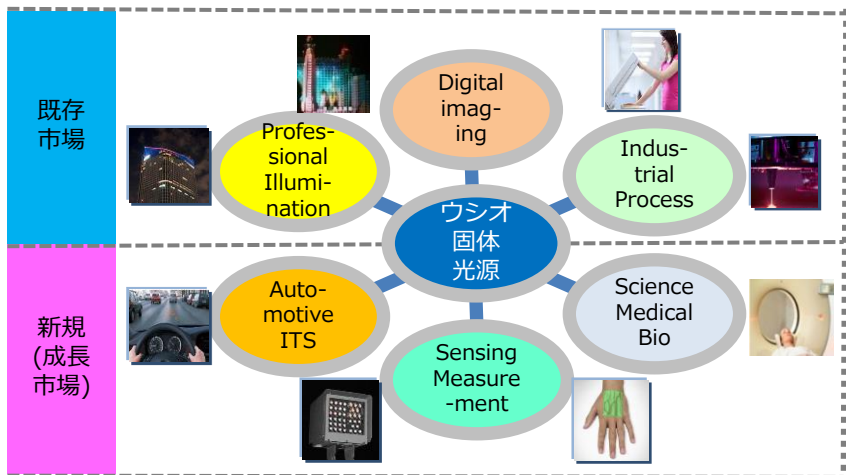 既存
市場
Digital
imag-
ing
Profes-
sional
Illumi-
nation
Indus-
trial
Process
ウシオ
固体
光源
新規
(成長
市場)
Auto-
motive
ITS
Science
Medical
Bio
Sensing
Measure
-ment